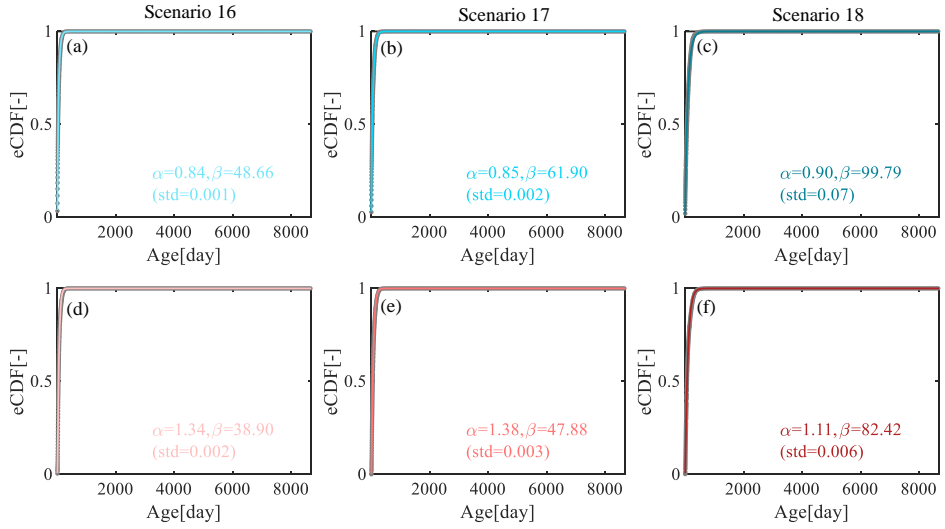 Scenario 16
Scenario 17
Scenario 18
1
(a)
0.5
0
eCDF[-]
α=0.84,β=48.66
(std=0.001)
2000 4000 6000 8000
Age[day]
1
(b)
0.5
0
eCDF[-]
α=0.85,β=61.90
(std=0.002)
2000 4000 6000 8000
Age[day]
1
(c)
0.5
0
eCDF[-]
α=0.90,β=99.79
(std=0.07)
2000 4000 6000 8000
Age[day]
1
(d)
0.5
0
eCDF[-]
α=1.34,β=38.90
(std=0.002)
2000 4000 6000 8000
Age[day]
1
(e)
0.5
0
eCDF[-]
α=1.38,β=47.88
(std=0.003)
2000 4000 6000 8000
Age[day]
1
(f)
0.5
0
eCDF[-]
α=1.11,β=82.42
(std=0.006)
2000 4000 6000 8000
Age[day]